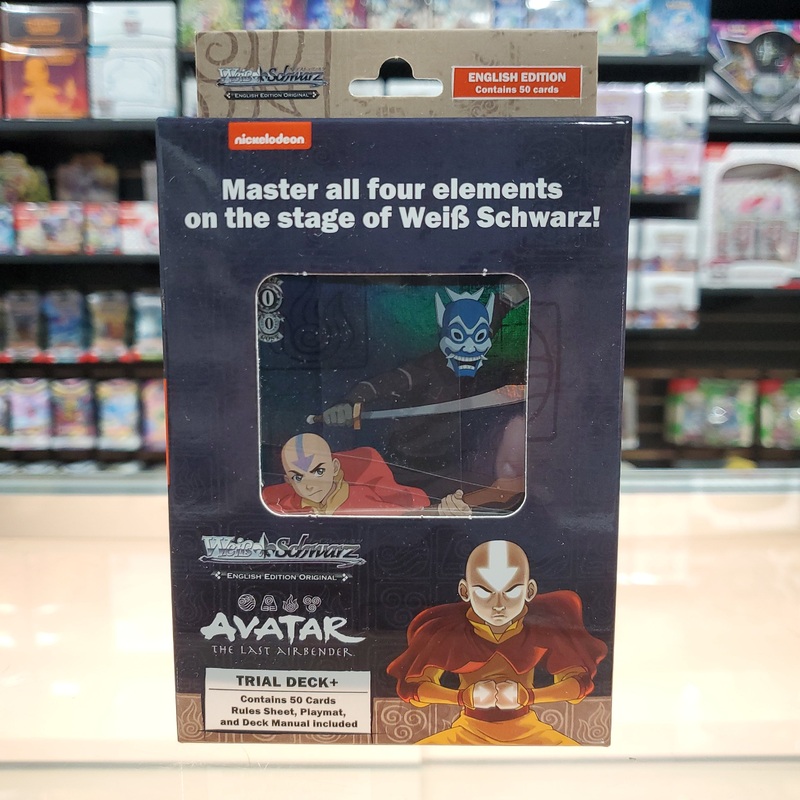 Weiß Schwarz
ENGLISH EDITION ORIGINAL
ENGLISH EDITION
Contains 50 cards
nickelodeon
Master all four elements
on the stage of Weiß Schwarz!
0
0
Weiß Schwarz
ENGLISH EDITION ORIGINAL
AVATAR
THE LAST AIRBENDER
TRIAL DECK+
Contains 50 Cards
Rules Sheet, Playmat,
and Deck Manual Included